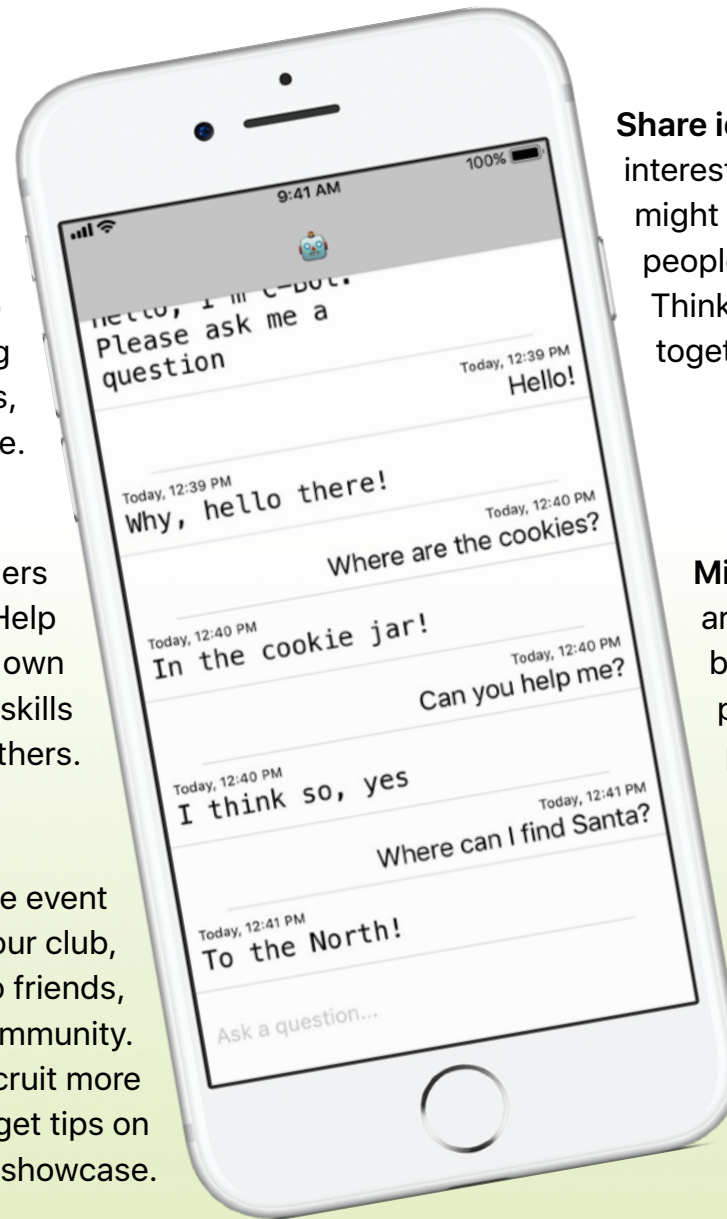 9:41 AM
100%
Hello, I'm C-Bot.
Please ask me a
question
Today, 12:39 PM
Hello!
Today, 12:39 PM
Why, hello there!
Today, 12:40 PM
Where are the cookies?
Today, 12:40 PM
In the cookie jar!
Today, 12:40 PM
Can you help me?
Today, 12:40 PM
I think so, yes
Today, 12:41 PM
Where can I find Santa?
Today, 12:41 PM
To the North!
Ask a question...
e.
Help
own
skills
thers.
e event
our club,
friends,
mmunity.
cruit more
get tips on
showcase.
Share
interest
might
people
Think
toget